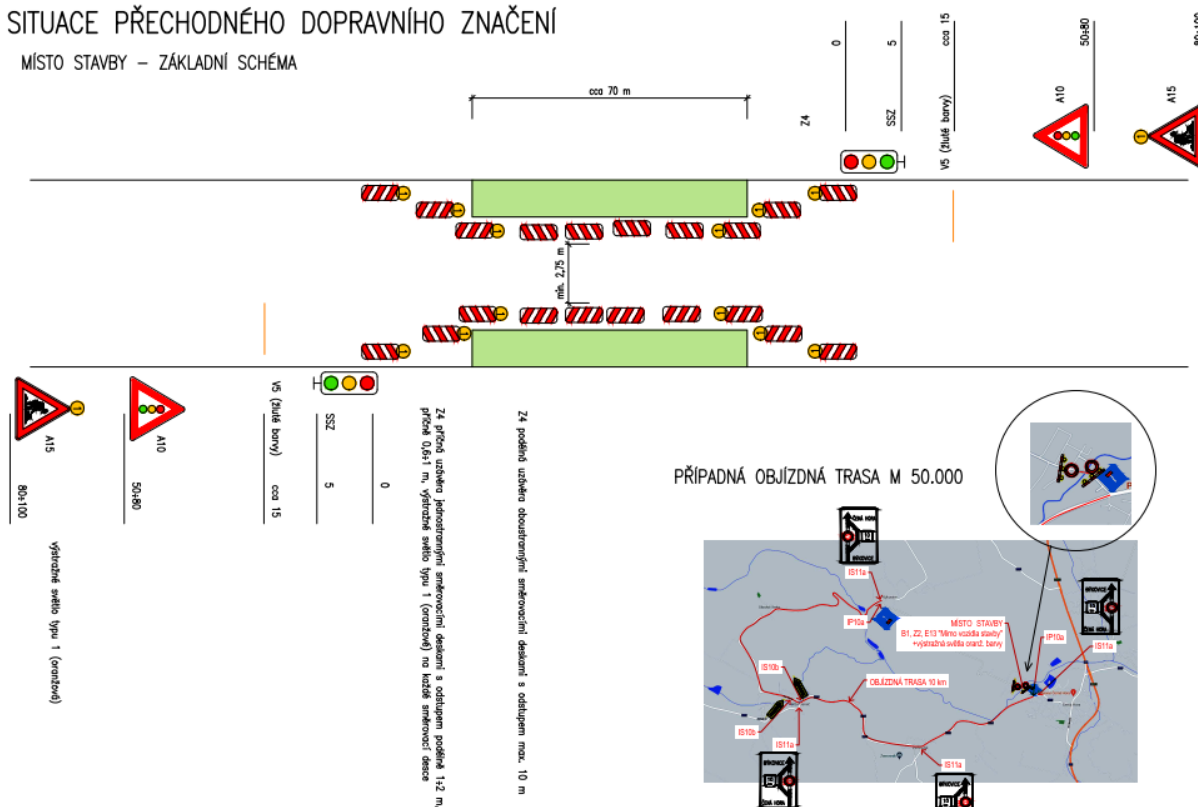 SITUACE PŘECHODNÉHO DOPRAVNÍHO ZNAČENÍ
MÍSTO STAVBY – ZÁKLADNÍ SCHÉMA
cca 70 m
Z4
0
SSZ
5
V5 (žluté barvy)
cca 15
A10
50÷80
A15
80÷100
min. 2,75 m
A15
80÷100
A10
50÷80
V5 (žluté barvy)
cca 15
SSZ
5
0
výstražné světlo typu 1 (oranžové)
Z4 příčná uzávěra jednostrannými směrovacími deskami s odstupem podélně 1÷2 m,
příčně 0,6÷1 m, výstražné světlo typu 1 (oranžové) na každé směrovací desce
Z4 podélná uzávěra oboustrannými směrovacími deskami s odstupem max. 10 m
PŘÍPADNÁ OBJÍZDNÁ TRASA M 50.000
IS11a
IP10a
MÍSTO STAVBY
B1, Z2, E13 "Mimo vozidla stavby"
+výstražná světla oranž. barvy
IP10a
IS11a
IS10b
OBJÍZDNÁ TRASA 10 km
IS10b
IS11a
IS11a